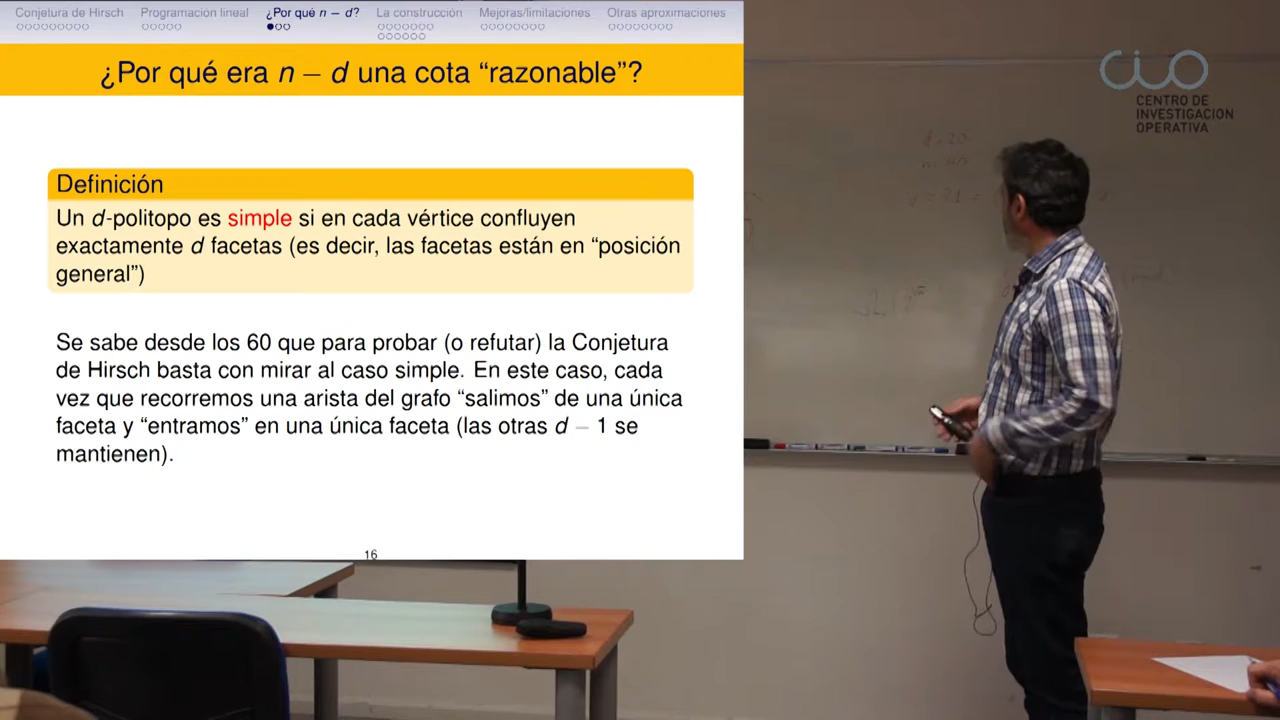 Conjetura de Hirsch Programación lineal ¿Por qué n − d? La construcción Mejoras/limitaciones Otras aproximaciones
¿Por qué era n − d una cota “razonable”?
Definición
Un d-politopo es simple si en cada vértice confluyen
exactamente d facetas (es decir, las facetas están en “posición
general”)
Se sabe desde los 60 que para probar (o refutar) la Conjetura
de Hirsch basta con mirar al caso simple. En este caso, cada
vez que recorremos una arista del grafo “salimos” de una única
faceta y “entramos” en una única faceta (las otras d − 1 se
mantienen).
16
CIO
CENTRO DE
INVESTIGACION
OPERATIVA